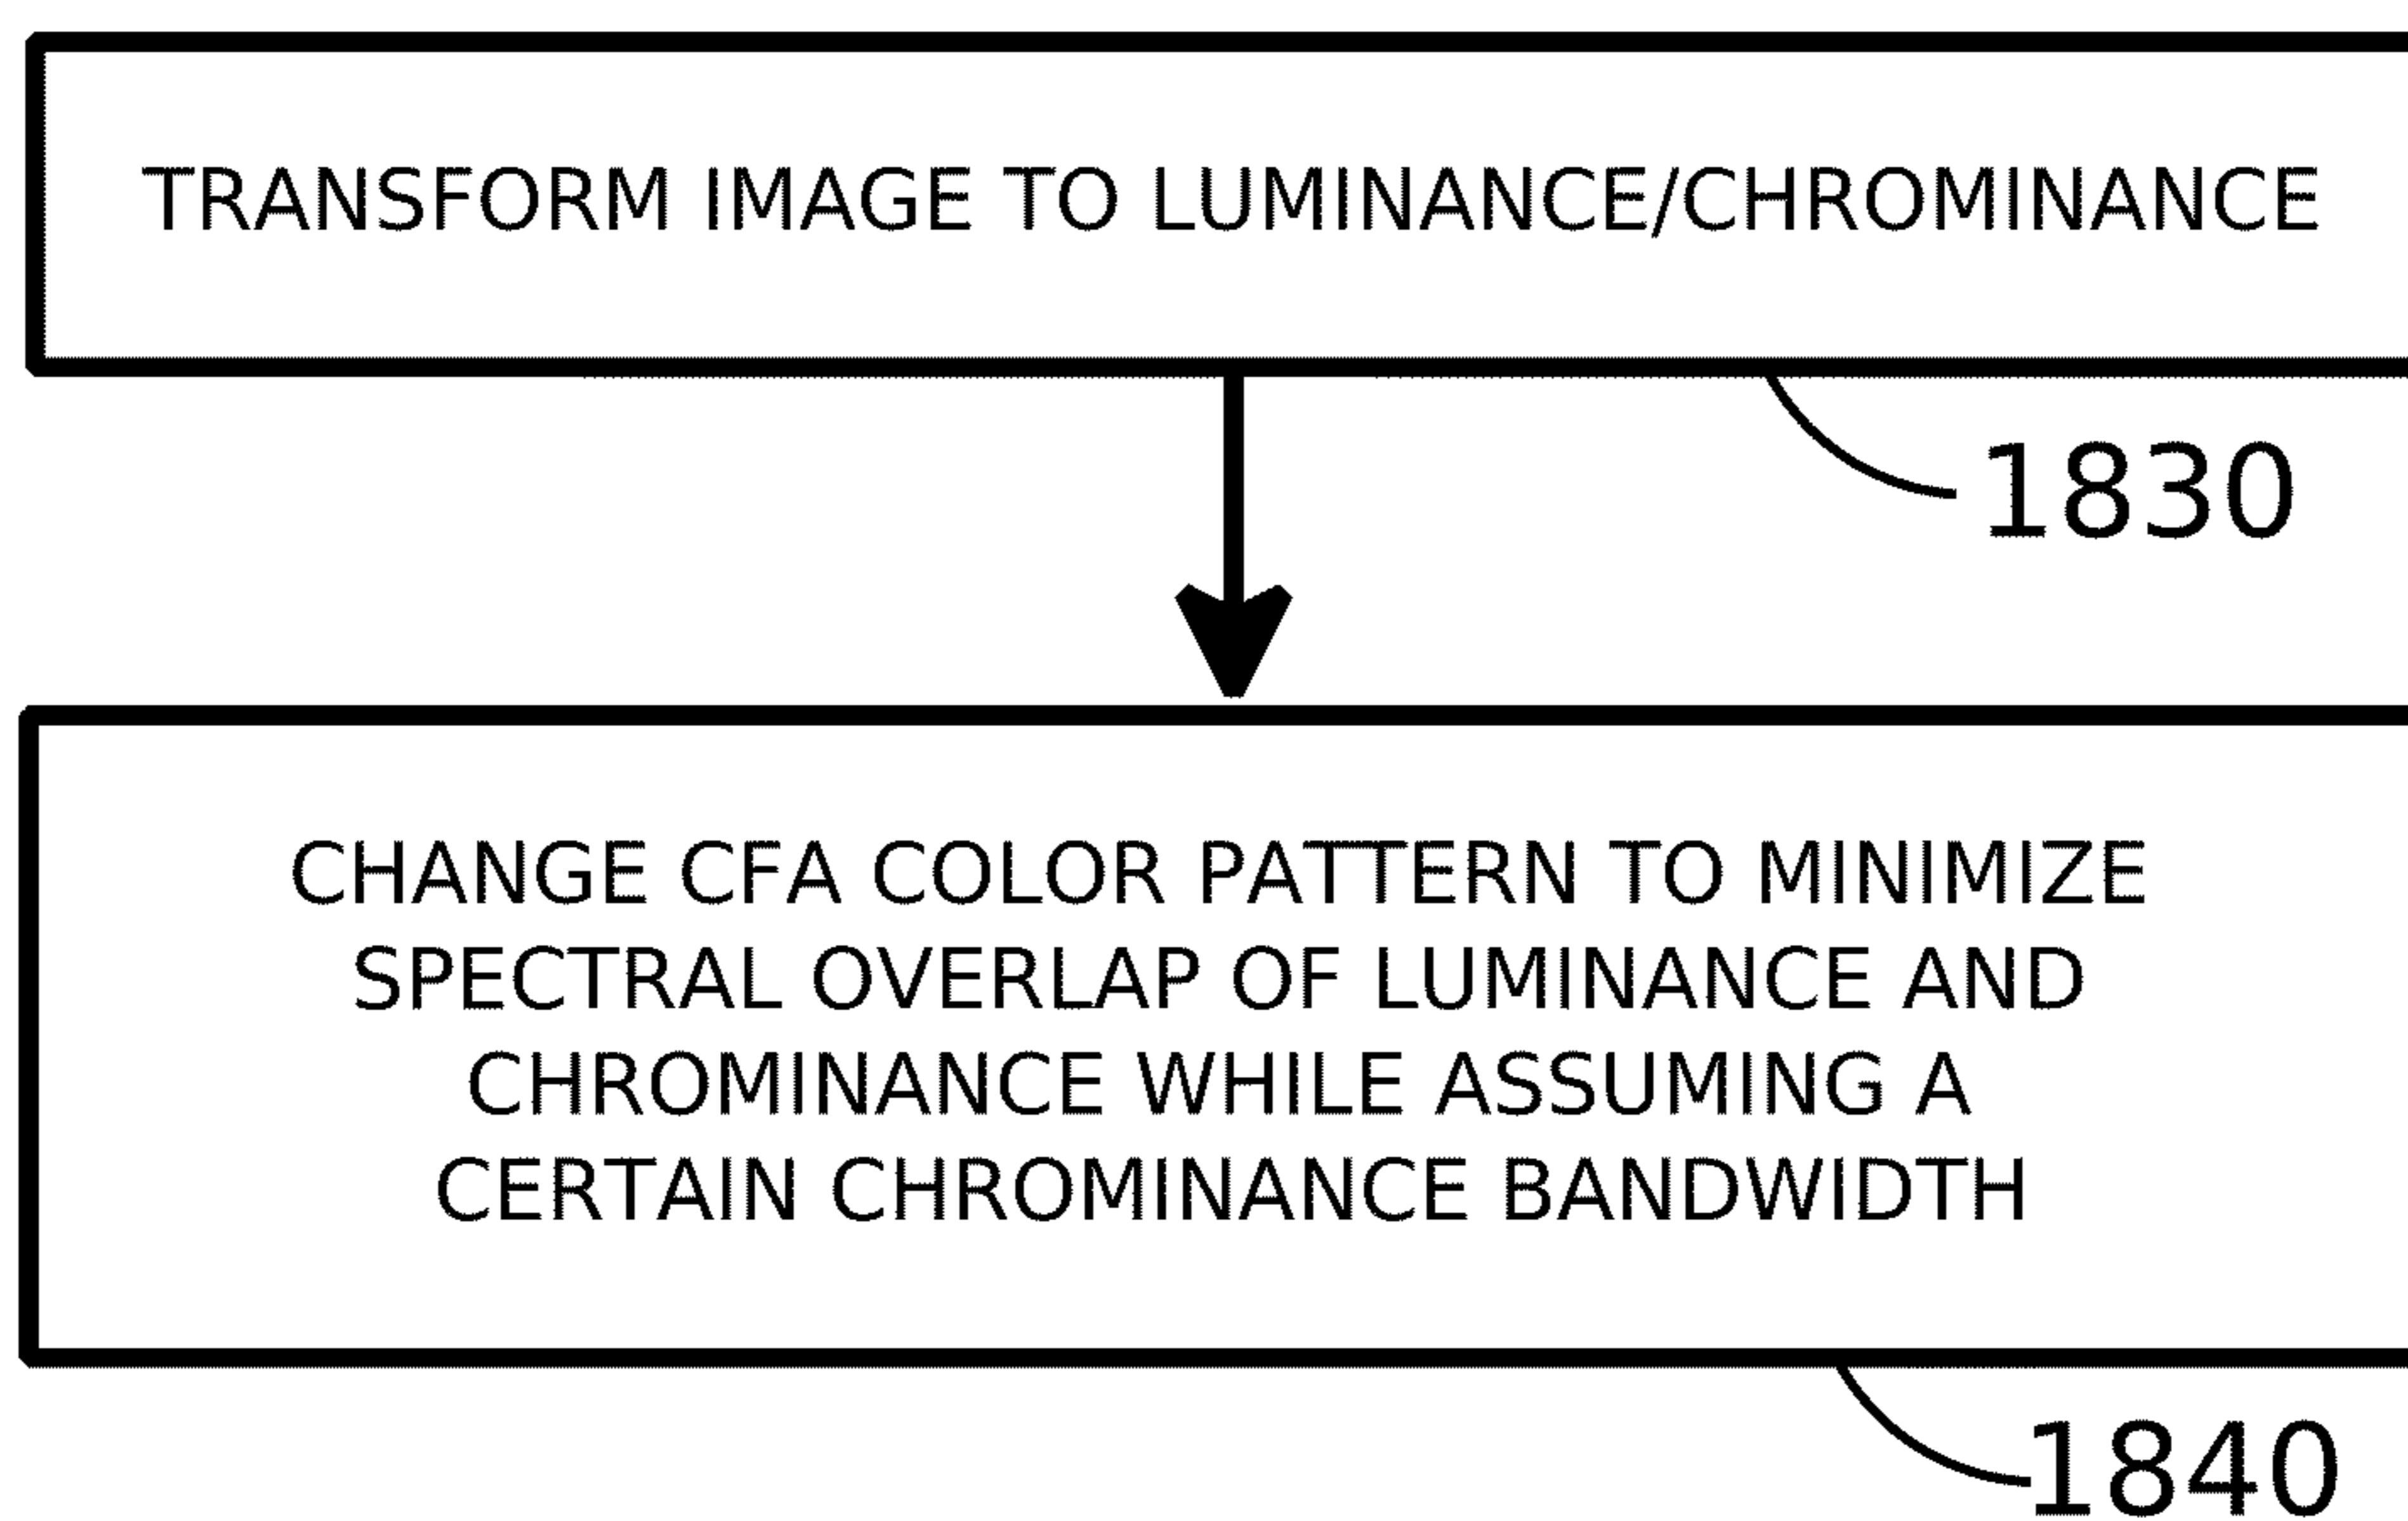 TRANSFORM IMAGE TO LUMINANCE/CHROMINANCE
1830
CHANGE CFA COLOR PATTERN TO MINIMIZE
SPECTRAL OVERLAP OF LUMINANCE AND
CHROMINANCE WHILE ASSUMING A
CERTAIN CHROMINANCE BANDWIDTH
1840